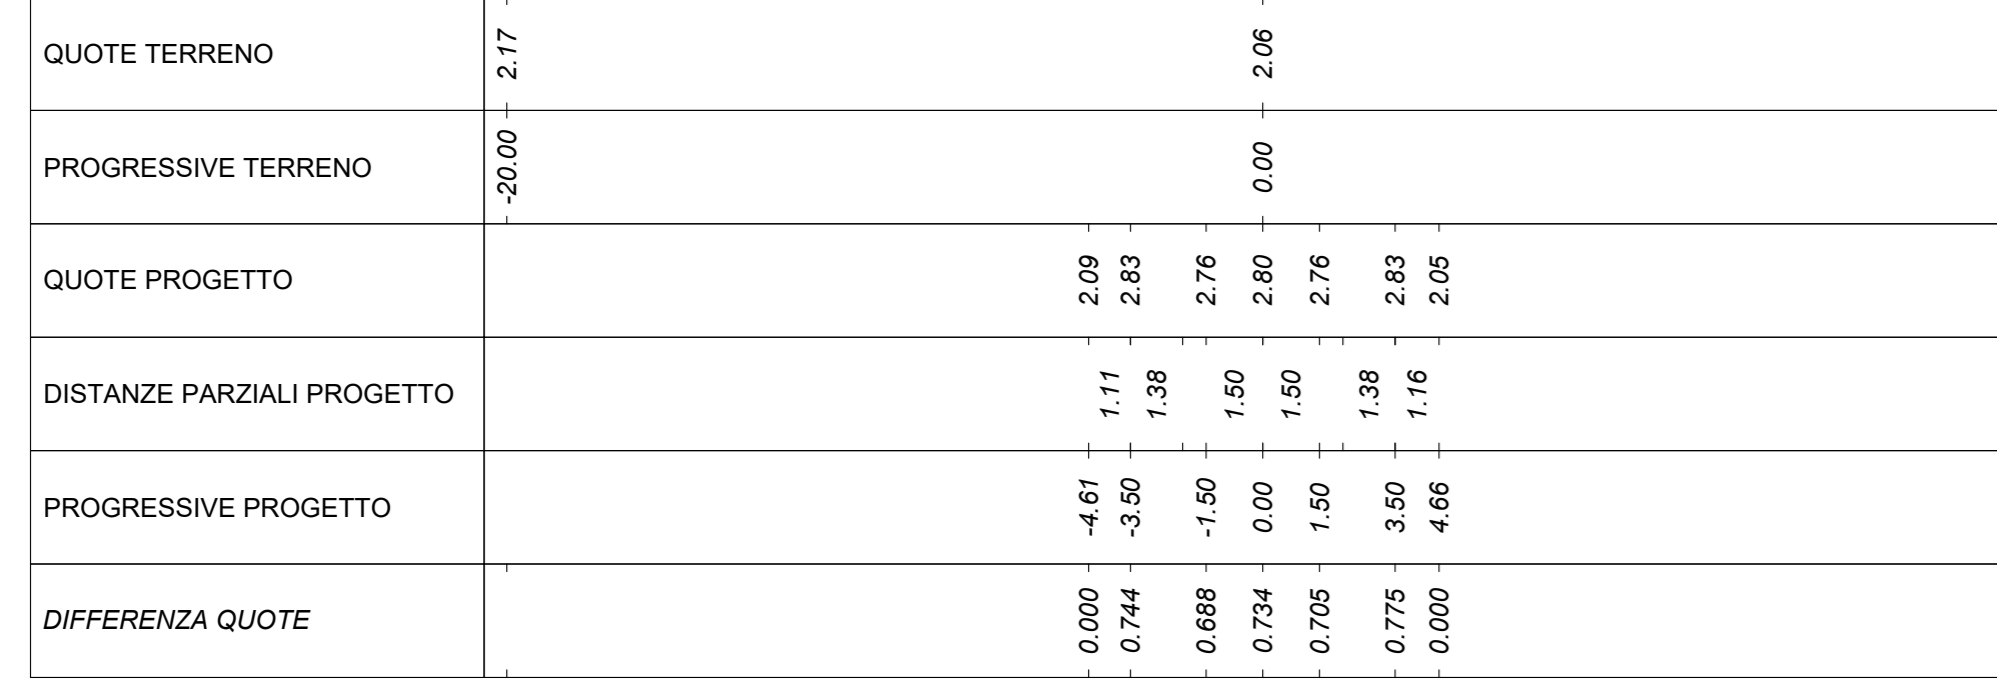 QUOTE TERRENO 2.17 2.06
PROGRESSIVE TERRENO -20.00 0.00
QUOTE PROGETTO 2.09 2.83 2.76 2.80 2.76 2.83 2.05
DISTANZE PARZIALI PROGETTO 1.11 1.38 1.50 1.50 1.38 1.16
PROGRESSIVE PROGETTO -4.61 -3.50 -1.50 0.00 1.50 3.50 4.66
DIFFERENZA QUOTE 0.000 0.744 0.688 0.734 0.705 0.775 0.000